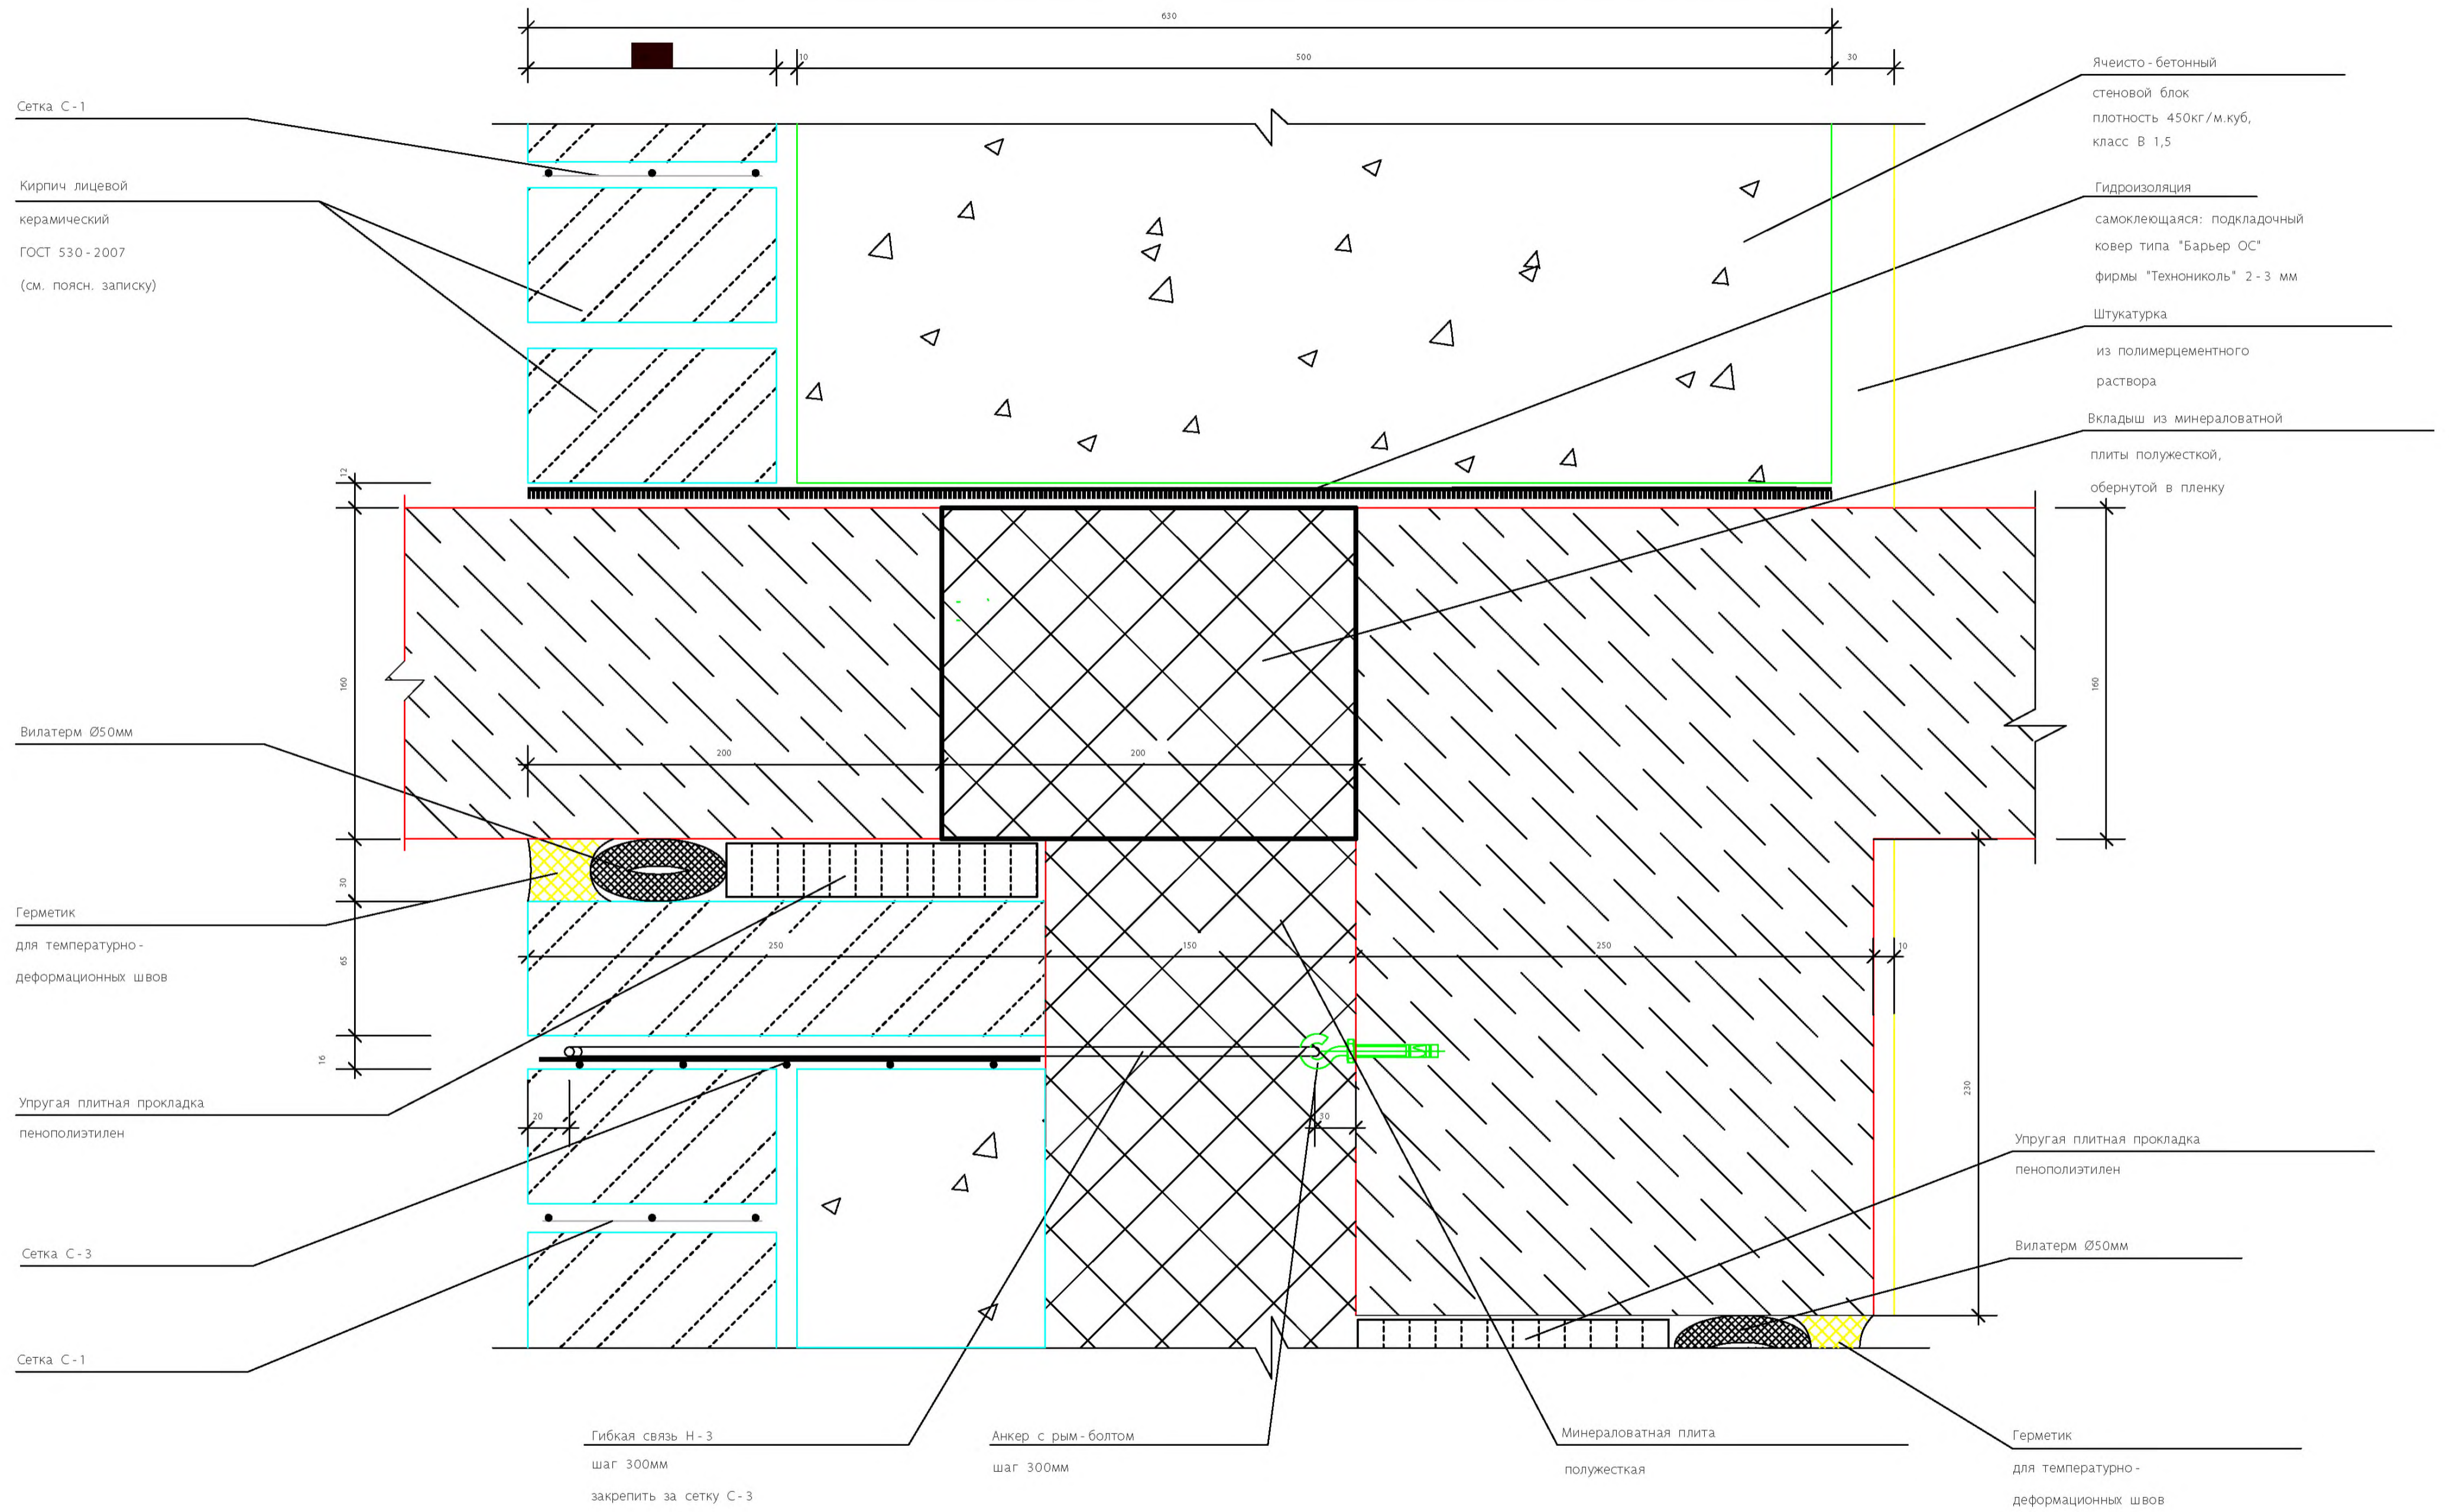 630
10
500
30
Сетка С-1
Кирпич лицевой
керамический
ГОСТ 530-2007
(см. поясн. записку)
Ячеисто-бетонный
стеновой блок
плотность 450кг/м.куб,
класс В 1,5
Гидроизоляция
самоклеющаяся: подкладочный
ковер типа "Барьер ОС"
фирмы "Технониколь" 2-3 мм
Штукатурка
из полимерцементного
раствора
Вкладыш из минераловатной
плиты полужесткой,
обернутой в пленку
12
160
160
200
200
Вилатерм Ø50мм
30
Герметик
для температурно-
деформационных швов
65
250
150
250
10
16
Упругая плитная прокладка
пенополиэтилен
20
30
230
Сетка С-3
Сетка С-1
Упругая плитная прокладка
пенополиэтилен
Вилатерм Ø50мм
Гибкая связь Н-3
шаг 300мм
закрепить за сетку С-3
Анкер с рым-болтом
шаг 300мм
Минераловатная плита
полужесткая
Герметик
для температурно-
деформационных швов